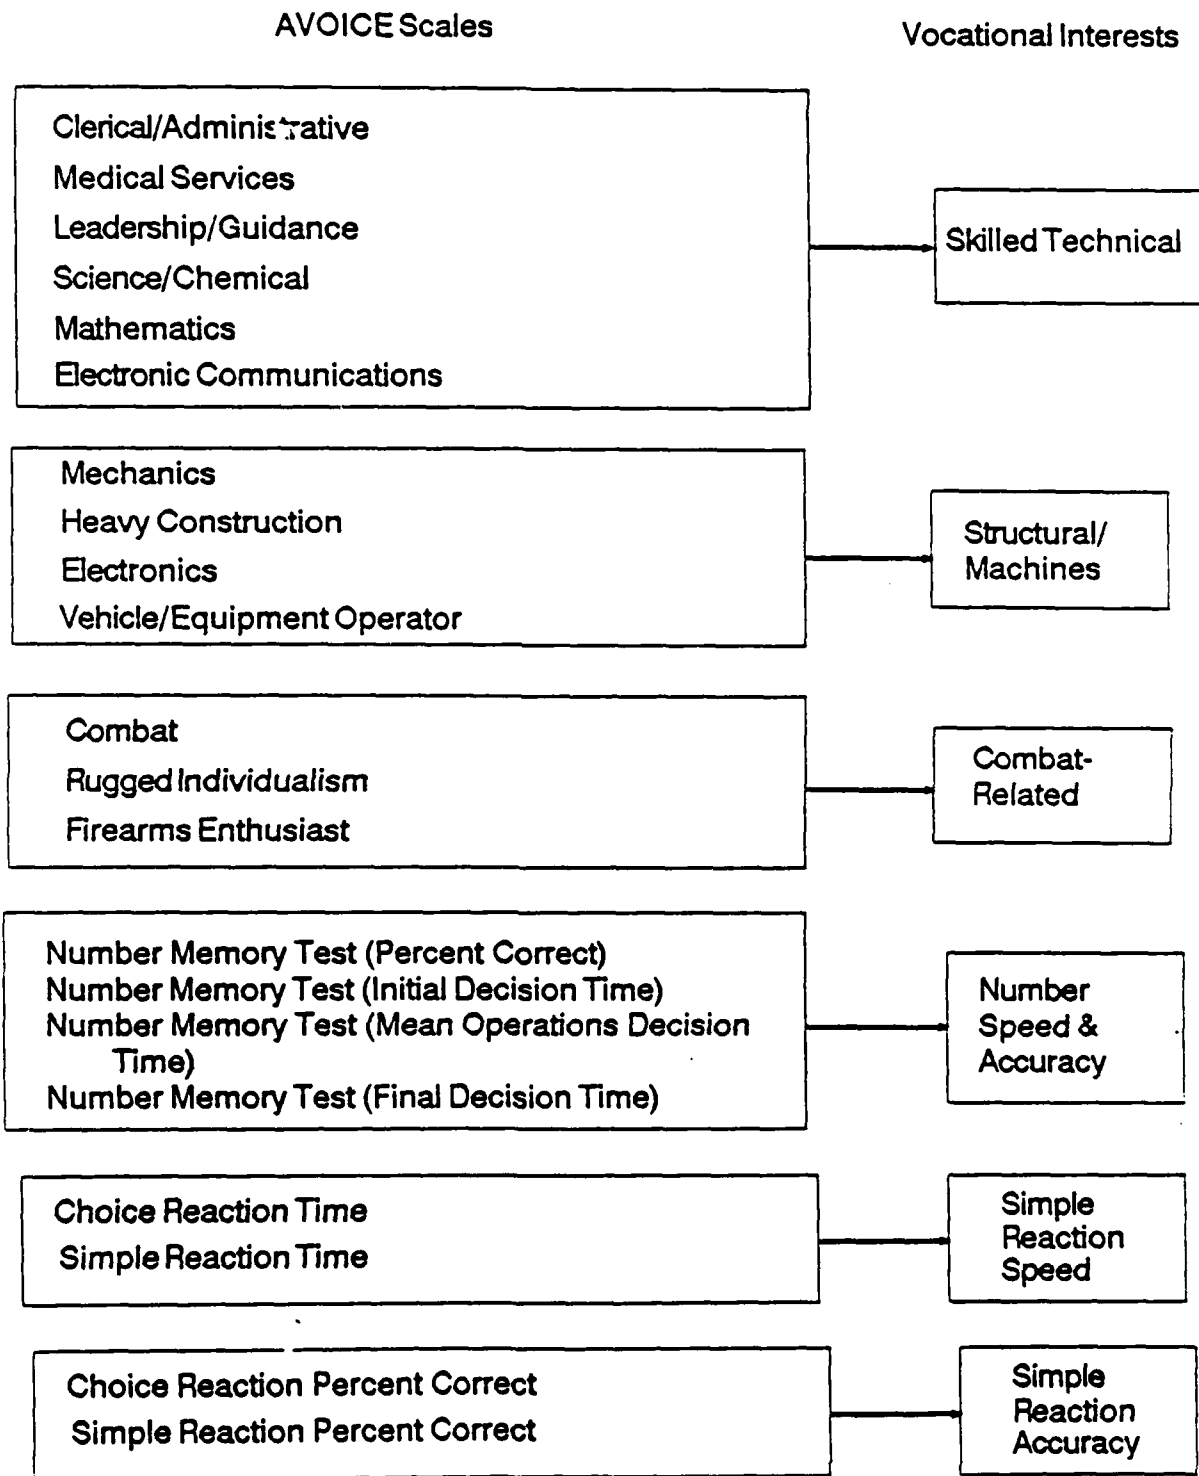 AVOICE Scales
Vocational Interests
Clerical/Administrative
Medical Services
Leadership/Guidance
Science/Chemical
Mathematics
Electronic Communications
Skilled Technical
Mechanics
Heavy Construction
Electronics
Vehicle/Equipment Operator
Structural/
Machines
Combat
Rugged Individualism
Firearms Enthusiast
Combat-
Related
Number Memory Test (Percent Correct)
Number Memory Test (Initial Decision Time)
Number Memory Test (Mean Operations Decision
Time)
Number Memory Test (Final Decision Time)
Number
Speed &
Accuracy
Choice Reaction Time
Simple Reaction Time
Simple
Reaction
Speed
Choice Reaction Percent Correct
Simple Reaction Percent Correct
Simple
Reaction
Accuracy